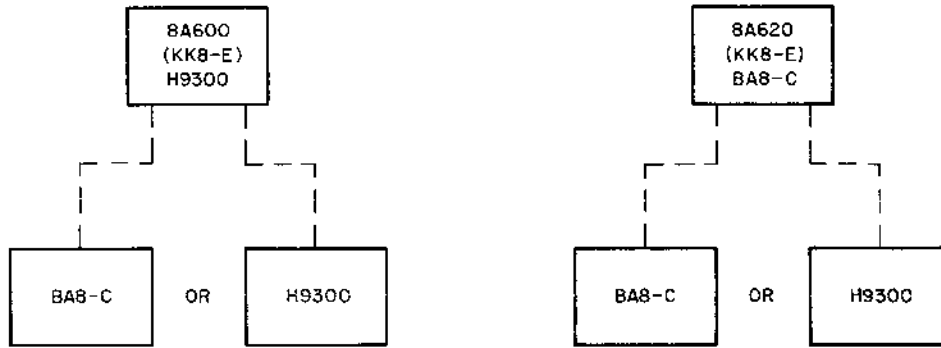 8A600
(KK8-E)
H9300
8A620
(KK8-E)
BA8-C
BA8-C OR H9300
BA8-C OR H9300